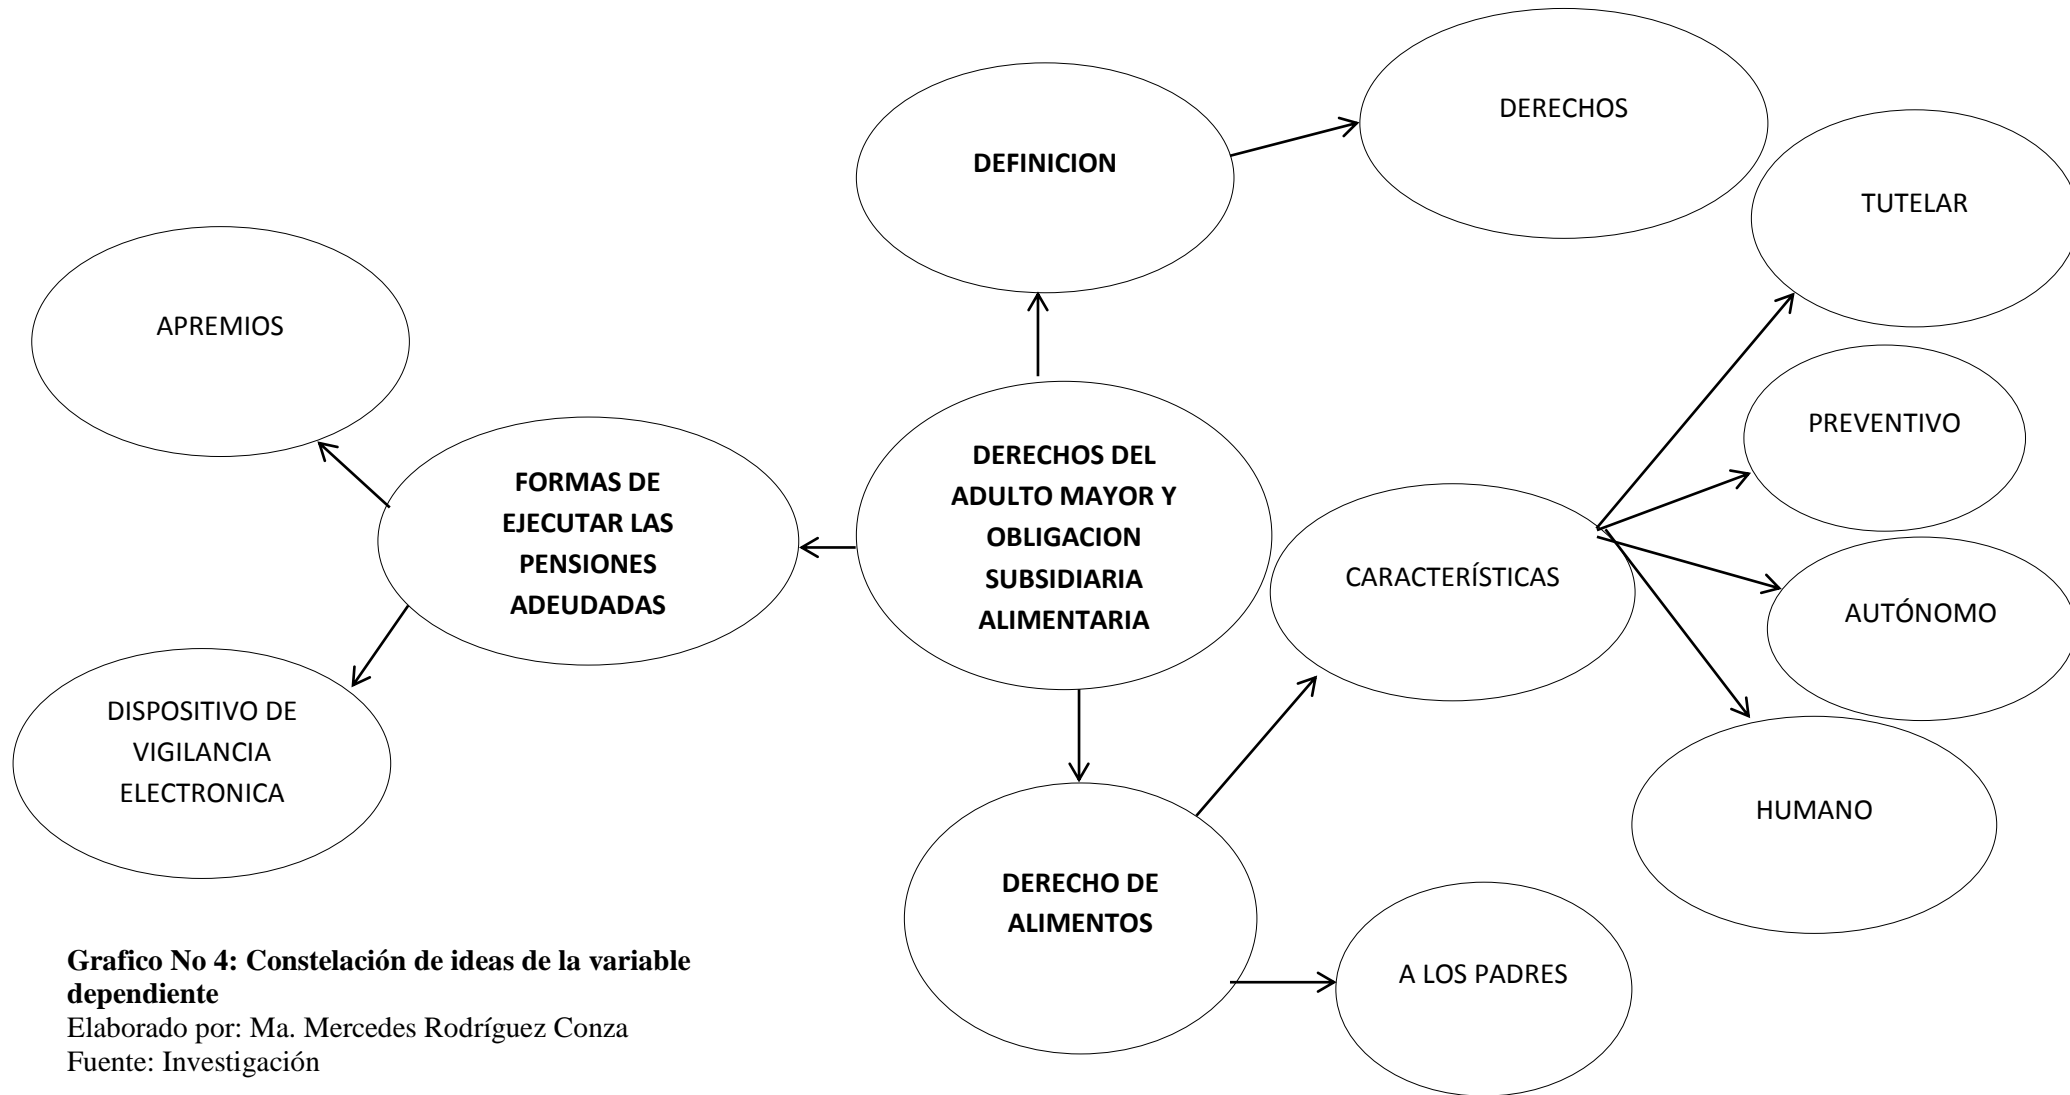 DERECHOS
DEFINICION
TUTELAR
APREMIOS
PREVENTIVO
DERECHOS DEL
ADULTO MAYOR Y
OBLIGACION
SUBSIDIARIA
ALIMENTARIA
FORMAS DE
EJECUTAR LAS
PENSIONES
ADEUDADAS
CARACTERÍSTICAS
AUTÓNOMO
DISPOSITIVO DE
VIGILANCIA
ELECTRONICA
HUMANO
DERECHO DE
ALIMENTOS
A LOS PADRES
Grafico No 4: Constelación de ideas de la variable
dependiente
Elaborado por: Ma. Mercedes Rodríguez Conza
Fuente: Investigación